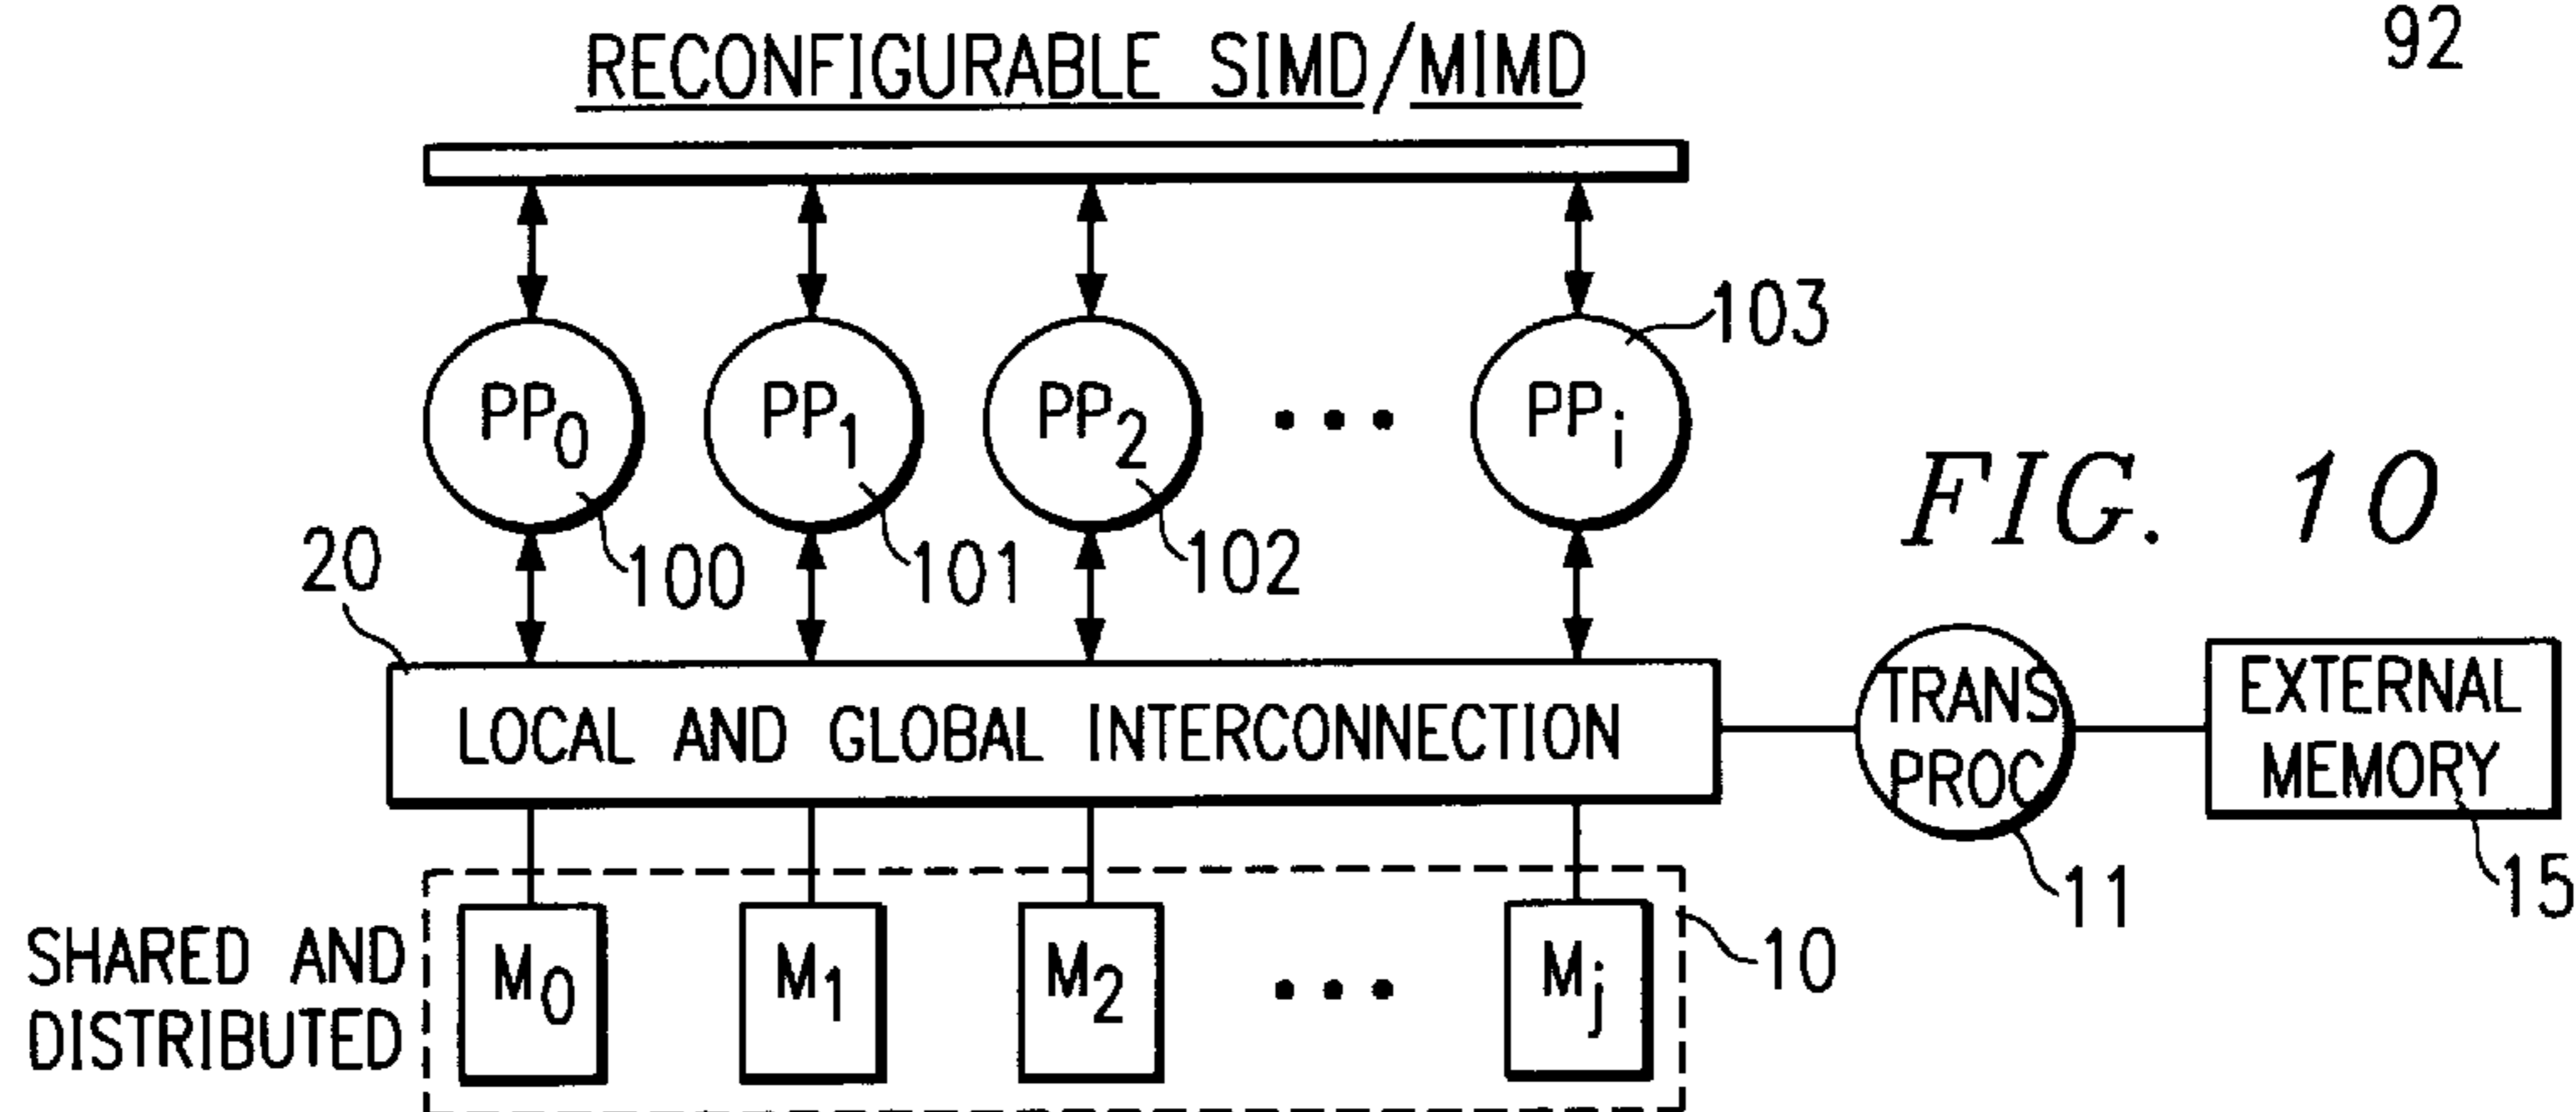 92
RECONFIGURABLE SIMD/MIMD
103
PP0 PP1 PP2 ••• PPi
FIG. 10
20 100 101 102
LOCAL AND GLOBAL INTERCONNECTION
TRANS
PROC
EXTERNAL
MEMORY
11
15
SHARED AND
DISTRIBUTED
M0 M1 M2 ••• Mj
10